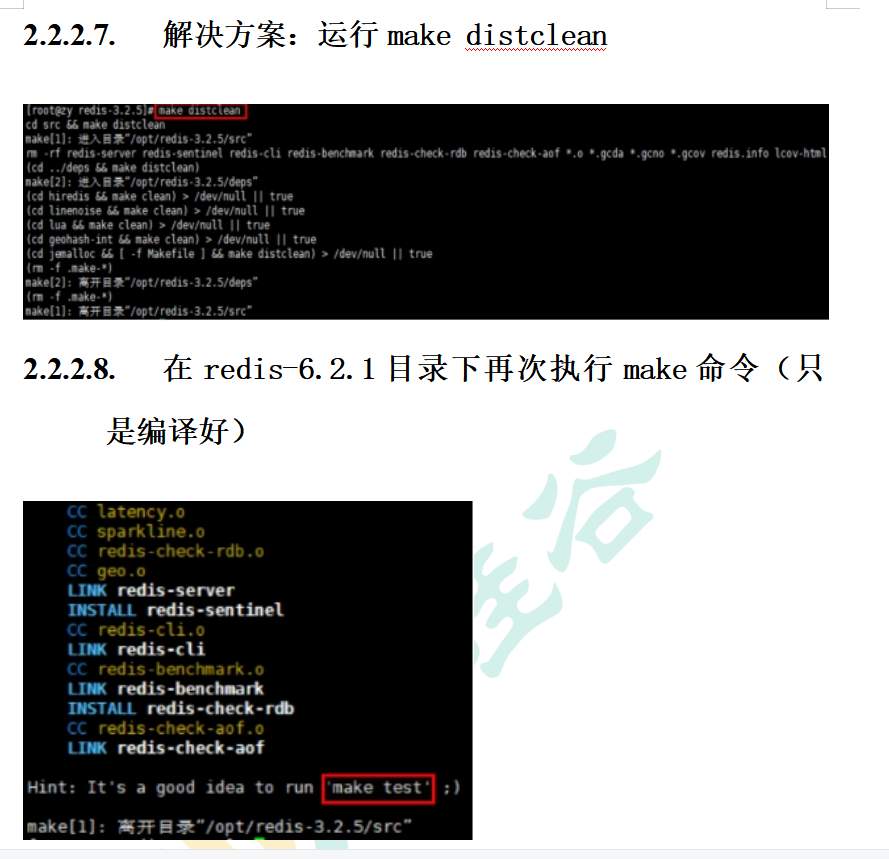 2.2.2.7. 解决方案：运行 make distclean
[root@zy redis-3.2.5]# make distclean
cd src && make distclean
make[1]: 进入目录“/opt/redis-3.2.5/src”
rm -rf redis-server redis-sentinel redis-cli redis-benchmark redis-check-rdb redis-check-aof *.o *.gcda *.gcno *.gcov redis.info lcov-html
(cd ../deps && make distclean)
make[2]: 进入目录“/opt/redis-3.2.5/deps”
(cd hiredis && make clean) > /dev/null || true
(cd linenoise && make clean) > /dev/null || true
(cd lua && make clean) > /dev/null || true
(cd geohash-int && make clean) > /dev/null || true
(cd jemalloc && [ -f Makefile ] && make distclean) > /dev/null || true
(rm -f .make-*)
make[2]: 离开目录“/opt/redis-3.2.5/deps”
(rm -f .make-*)
make[1]: 离开目录“/opt/redis-3.2.5/src”
2.2.2.8. 在 redis-6.2.1 目录下再次执行 make 命令（只
是编译好）
CC latency.o
CC sparkline.o
CC redis-check-rdb.o
CC geo.o
LINK redis-server
INSTALL redis-sentinel
CC redis-cli.o
LINK redis-cli
CC redis-benchmark.o
LINK redis-benchmark
INSTALL redis-check-rdb
CC redis-check-aof.o
LINK redis-check-aof
Hint: It's a good idea to run 'make test' ;)
make[1]: 离开目录“/opt/redis-3.2.5/src”
硅谷